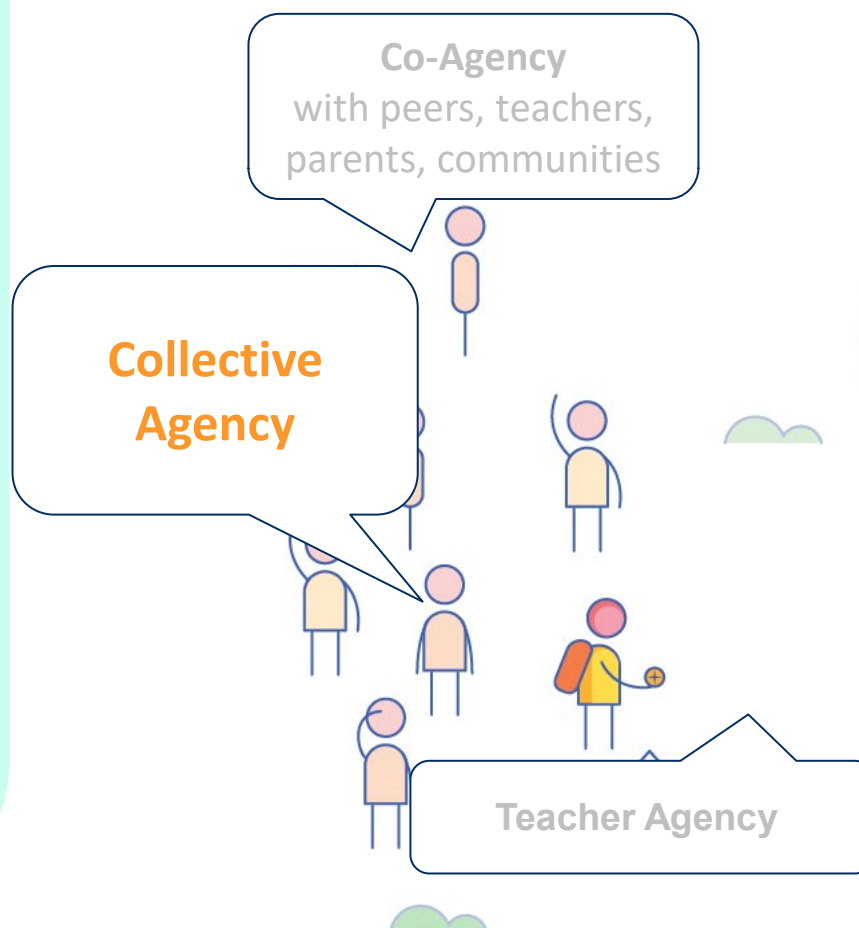 Co-Agency
with peers, teachers,
parents, communities
Collective
Agency
Teacher Agency